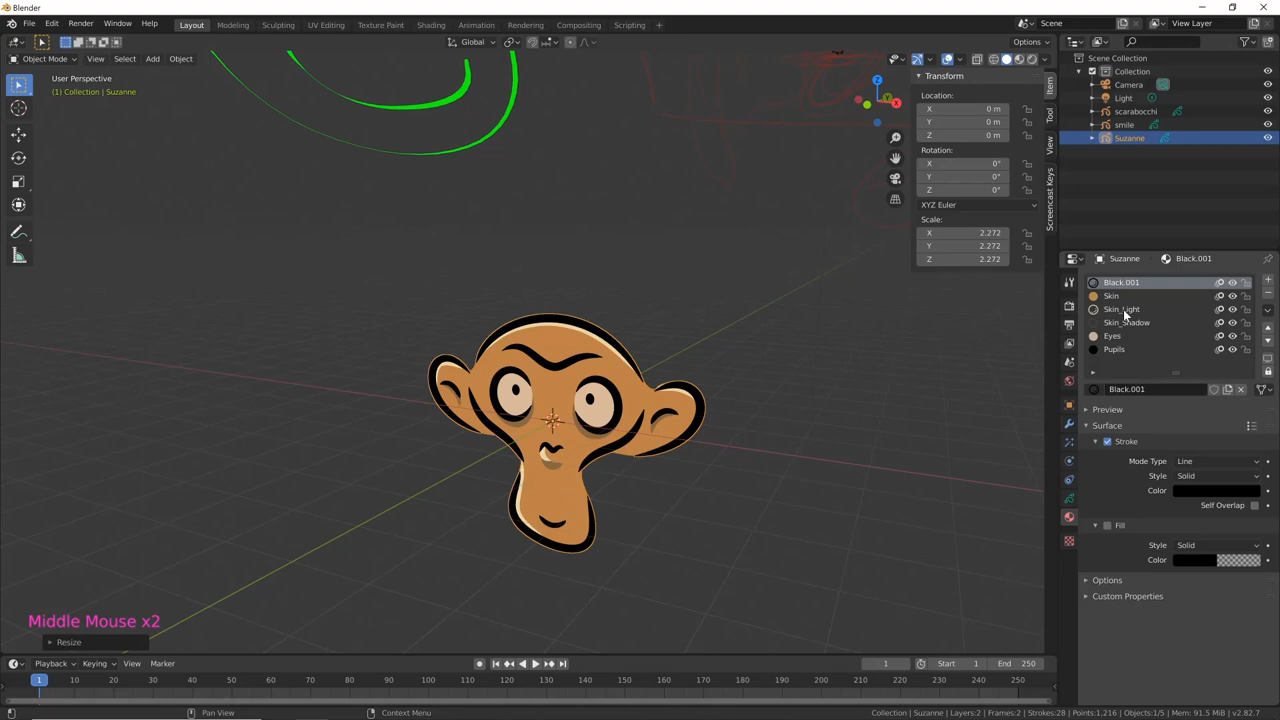 Blender
File Edit Render Window Help Layout Modeling Sculpting UV Editing Texture Paint Shading Animation Rendering Compositing Scripting + Scene View Layer
Global Options
Object Mode View Select Add Object
User Perspective
(1) Collection | Suzanne
Transform
Location:
X 0 m
Y 0 m
Z 0 m
Rotation:
X 0°
Y 0°
Z 0°
XYZ Euler
Scale:
X 2.272
Y 2.272
Z 2.272
Item
Tool
View
Screencast Keys
Z
Y
X
Scene Collection
Collection
Camera
Light
scarabocchi
smile
Suzanne
Suzanne Black.001
Black.001
Skin
Skin_Light
Skin_Shadow
Eyes
Pupils
Black.001
Preview
Surface
Stroke
Mode Type Line
Style Solid
Color
Self Overlap
Fill
Style Solid
Color
Options
Custom Properties
Middle Mouse x2
Resize
Playback Keying View Marker 1 Start 1 End 250
1 10 20 30 40 50 60 70 80 90 100 110 120 130 140 150 160 170 180 190 200 210 220 230 240 250
Select Pan View Context Menu Collection | Suzanne | Layers:2 | Frames:2 | Strokes:28 | Points:1,216 | Objects:1/5 | Mem: 91.5 MiB | v2.82.7